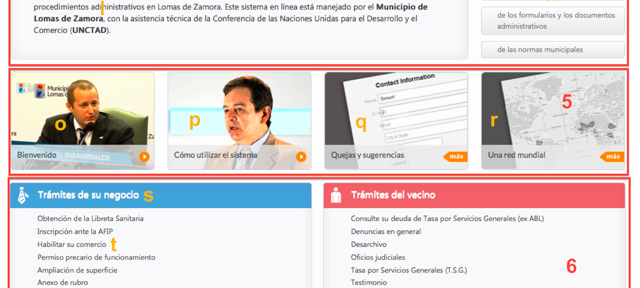 procedimientos administrativos en Lomas de Zamora. Este sistema en línea está manejado por el Municipio de
Lomas de Zamora, con la asistencia técnica de la Conferencia de las Naciones Unidas para el Desarrollo y el
Comercio (UNCTAD).
de los formularios y los documentos
administrativos
de las normas municipales
Lomas de Zamora
o
p
q
r
5
INSAURRALDE
Contact Information
Name
Simuel
E-mail
Bienvenido
Cómo utilizar el sistema
Quejas y sugerencias
más
Una red mundial
más
Trámites de su negocio
s
Trámites del vecino
Obtención de la Libreta Sanitaria
Inscripción ante la AFIP
Habilitar su comercio
t
Permiso precario de funcionamiento
Ampliación de superficie
Anexo de rubro
Consulte su deuda de Tasa por Servicios Generales (ex ABL)
Denuncias en general
Desarchivo
Oficios judiciales
Tasa por Servicios Generales (T.S.G.)
Testimonio
6